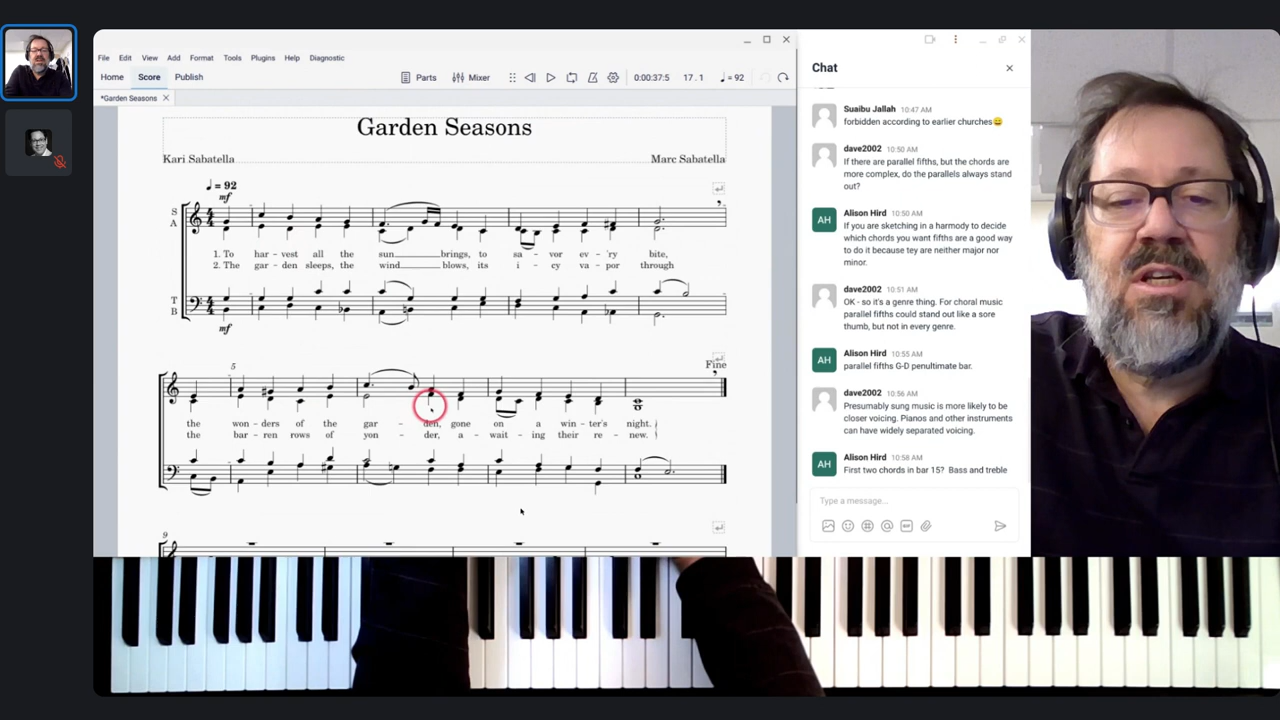 File Edit View Add Format Tools Plugins Help Diagnostic
Home Score Publish Parts Mixer 0:00:37:5 17 . 1 ♩ = 92
*Garden Seasons
Garden Seasons
Kari Sabatella Marc Sabatella
♩ = 92
mf
S
A
1. To har - vest all the sun brings, to sa - vor ev - 'ry bite,
2. The gar - den sleeps, the wind blows, its i - cy va - por through
T
B
mf
5
Fine
the won - ders of the gar - den, gone on a win - ter's night.
the bar - ren rows of yon - der, a - wait - ing their re - new.
9
Chat
Suaibu Jallah 10:47 AM
forbidden according to earlier churches😄
dave2002 10:50 AM
If there are parallel fifths, but the chords are
more complex, do the parallels always stand
out?
AH Alison Hird 10:50 AM
If you are sketching in a harmody to decide
which chords you want fifths are a good way
to do it because tey are neither major nor
minor.
dave2002 10:51 AM
OK - so it's a genre thing. For choral music
parallel fifths could stand out like a sore
thumb, but not in every genre.
AH Alison Hird 10:55 AM
parallel fifths G-D penultimate bar.
dave2002 10:56 AM
Presumably sung music is more likely to be
closer voicing. Pianos and other instruments
can have widely separated voicing.
AH Alison Hird 10:58 AM
First two chords in bar 15? Bass and treble
Type a message...